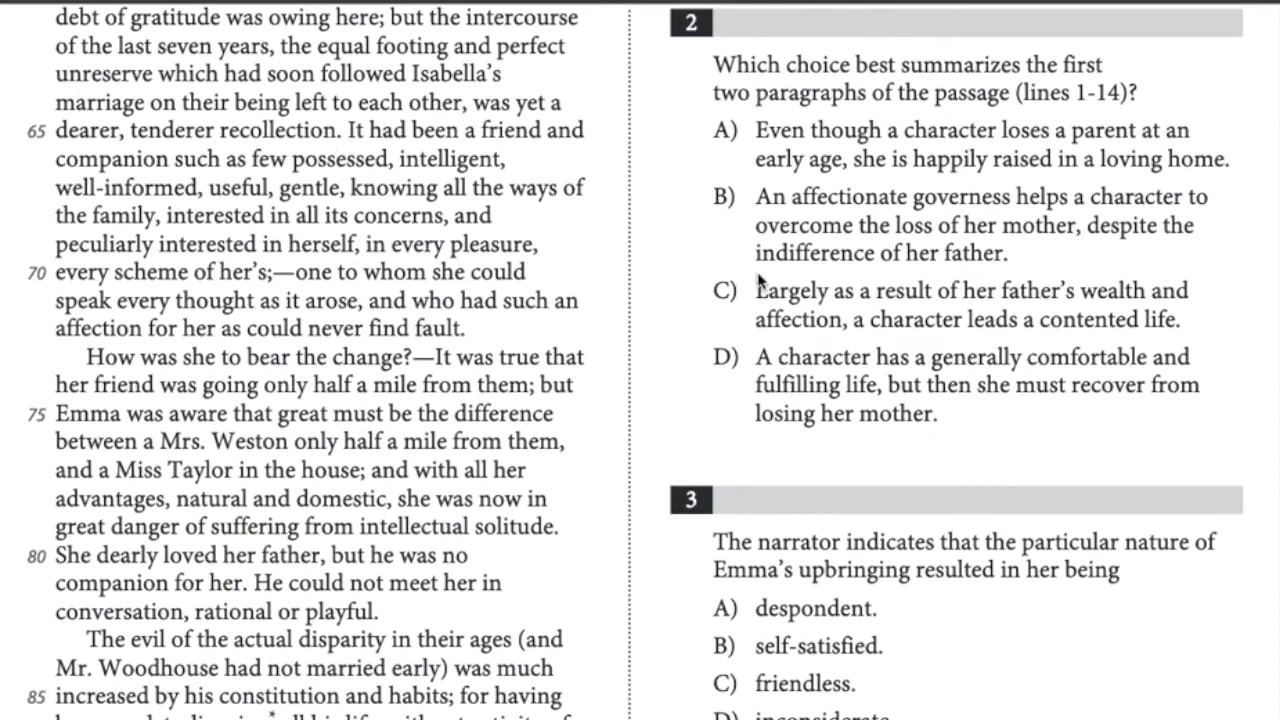 debt of gratitude was owing here; but the intercourse
of the last seven years, the equal footing and perfect
unreserve which had soon followed Isabella's
marriage on their being left to each other, was yet a
65 dearer, tenderer recollection. It had been a friend and
companion such as few possessed, intelligent,
well-informed, useful, gentle, knowing all the ways of
the family, interested in all its concerns, and
peculiarly interested in herself, in every pleasure,
70 every scheme of her's;—one to whom she could
speak every thought as it arose, and who had such an
affection for her as could never find fault.
How was she to bear the change?—It was true that
her friend was going only half a mile from them; but
75 Emma was aware that great must be the difference
between a Mrs. Weston only half a mile from them,
and a Miss Taylor in the house; and with all her
advantages, natural and domestic, she was now in
great danger of suffering from intellectual solitude.
80 She dearly loved her father, but he was no
companion for her. He could not meet her in
conversation, rational or playful.
The evil of the actual disparity in their ages (and
Mr. Woodhouse had not married early) was much
85 increased by his constitution and habits; for having
2
Which choice best summarizes the first
two paragraphs of the passage (lines 1-14)?
A) Even though a character loses a parent at an
early age, she is happily raised in a loving home.
B) An affectionate governess helps a character to
overcome the loss of her mother, despite the
indifference of her father.
C) Largely as a result of her father's wealth and
affection, a character leads a contented life.
D) A character has a generally comfortable and
fulfilling life, but then she must recover from
losing her mother.
3
The narrator indicates that the particular nature of
Emma's upbringing resulted in her being
A) despondent.
B) self-satisfied.
C) friendless.
D) inconsiderate.